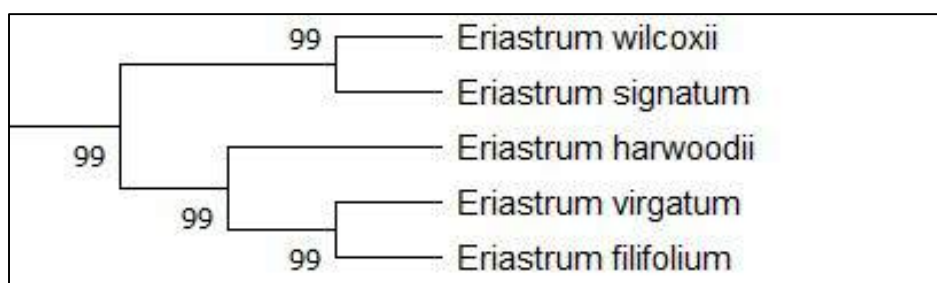 99
Eriastrum wilcoxii
Eriastrum signatum
99
Eriastrum harwoodii
99
Eriastrum virgatum
99
Eriastrum filifolium